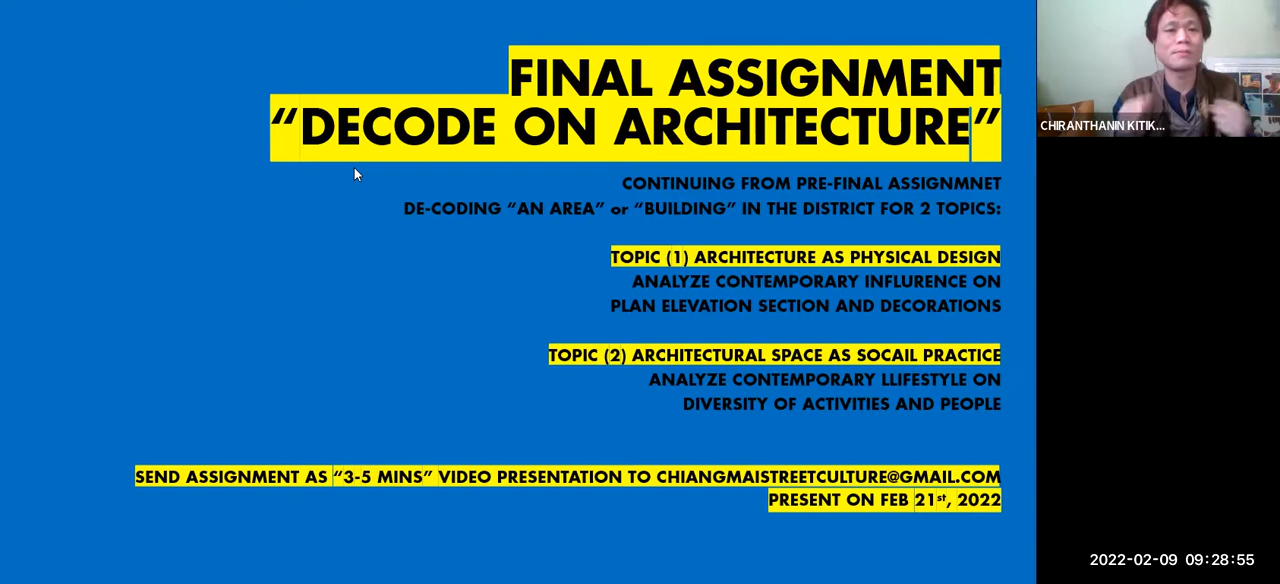 FINAL ASSIGNMENT
“DECODE ON ARCHITECTURE”
CONTINUING FROM PRE-FINAL ASSIGNMNET
DE-CODING “AN AREA” or “BUILDING” IN THE DISTRICT FOR 2 TOPICS:
TOPIC (1) ARCHITECTURE AS PHYSICAL DESIGN
ANALYZE CONTEMPORARY INFLURENCE ON
PLAN ELEVATION SECTION AND DECORATIONS
TOPIC (2) ARCHITECTURAL SPACE AS SOCAIL PRACTICE
ANALYZE CONTEMPORARY LLIFESTYLE ON
DIVERSITY OF ACTIVITIES AND PEOPLE
SEND ASSIGNMENT AS “3-5 MINS” VIDEO PRESENTATION TO CHIANGMAISTREETCULTURE@GMAIL.COM
PRESENT ON FEB 21st, 2022
CHIRANTHANIN KITIK...
2022-02-09 09:28:55